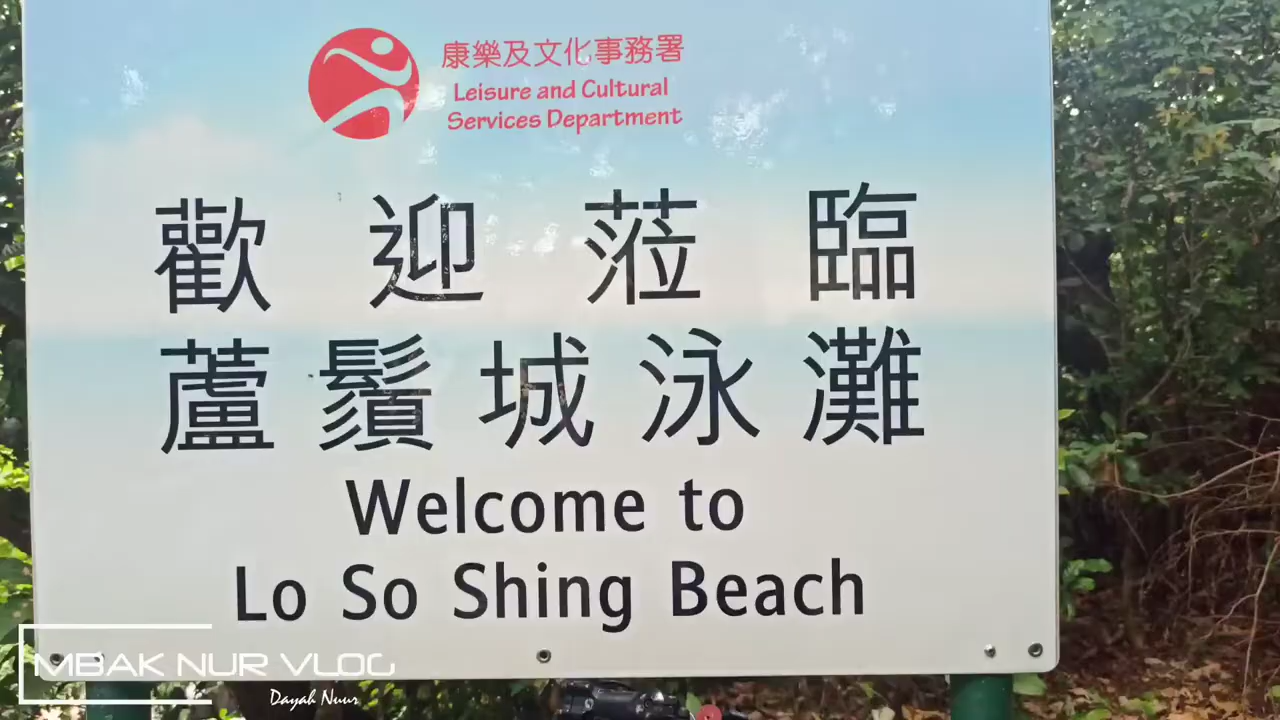 康樂及文化事務署
Leisure and Cultural
Services Department
歡迎蒞臨
蘆鬚城泳灘
Welcome to
Lo So Shing Beach
MBAK NUR VLOG
Dayah Nuur